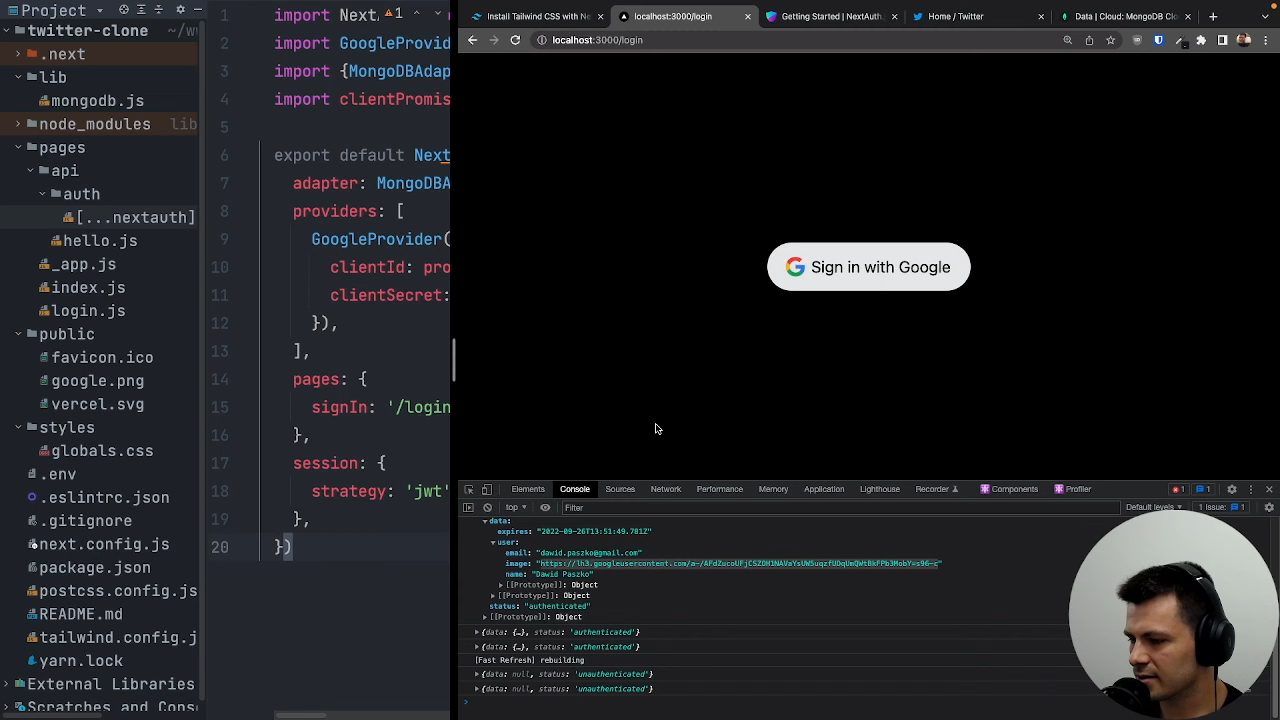 Project
twitter-clone ~/w
.next
lib
mongodb.js
node_modules lib
pages
api
auth
[...nextauth]
hello.js
_app.js
index.js
login.js
public
favicon.ico
google.png
vercel.svg
styles
globals.css
.env
.eslintrc.json
.gitignore
next.config.js
package.json
postcss.config.js
README.md
tailwind.config.j
yarn.lock
External Libraries
Scratches and Cons
1 import Next 1
2 import GoogleProvid
3 import {MongoDBAdap
4 import clientPromis
5
6 export default Next
7 adapter: MongoDBA
8 providers: [
9 GoogleProvider(
10 clientId: pro
11 clientSecret:
12 }),
13 ],
14 pages: {
15 signIn: '/login
16 },
17 session: {
18 strategy: 'jwt'
19 },
20 })
Install Tailwind CSS with Ne
localhost:3000/login
Getting Started | NextAuth.
Home / Twitter
Data | Cloud: MongoDB Clo
localhost:3000/login
G Sign in with Google
Elements Console Sources Network Performance Memory Application Lighthouse Recorder Components Profiler 1 1
top Filter Default levels 1 Issue: 1
data:
expires: "2022-09-26T13:51:49.781Z"
user:
email: "dawid.paszko@gmail.com"
name: "Dawid Paszko"
[[Prototype]]: Object
[[Prototype]]: Object
status: "authenticated"
[[Prototype]]: Object
{data: {…}, status: 'authenticated'}
{data: {…}, status: 'authenticated'}
[Fast Refresh] rebuilding
{data: null, status: 'unauthenticated'}
{data: null, status: 'unauthenticated'}